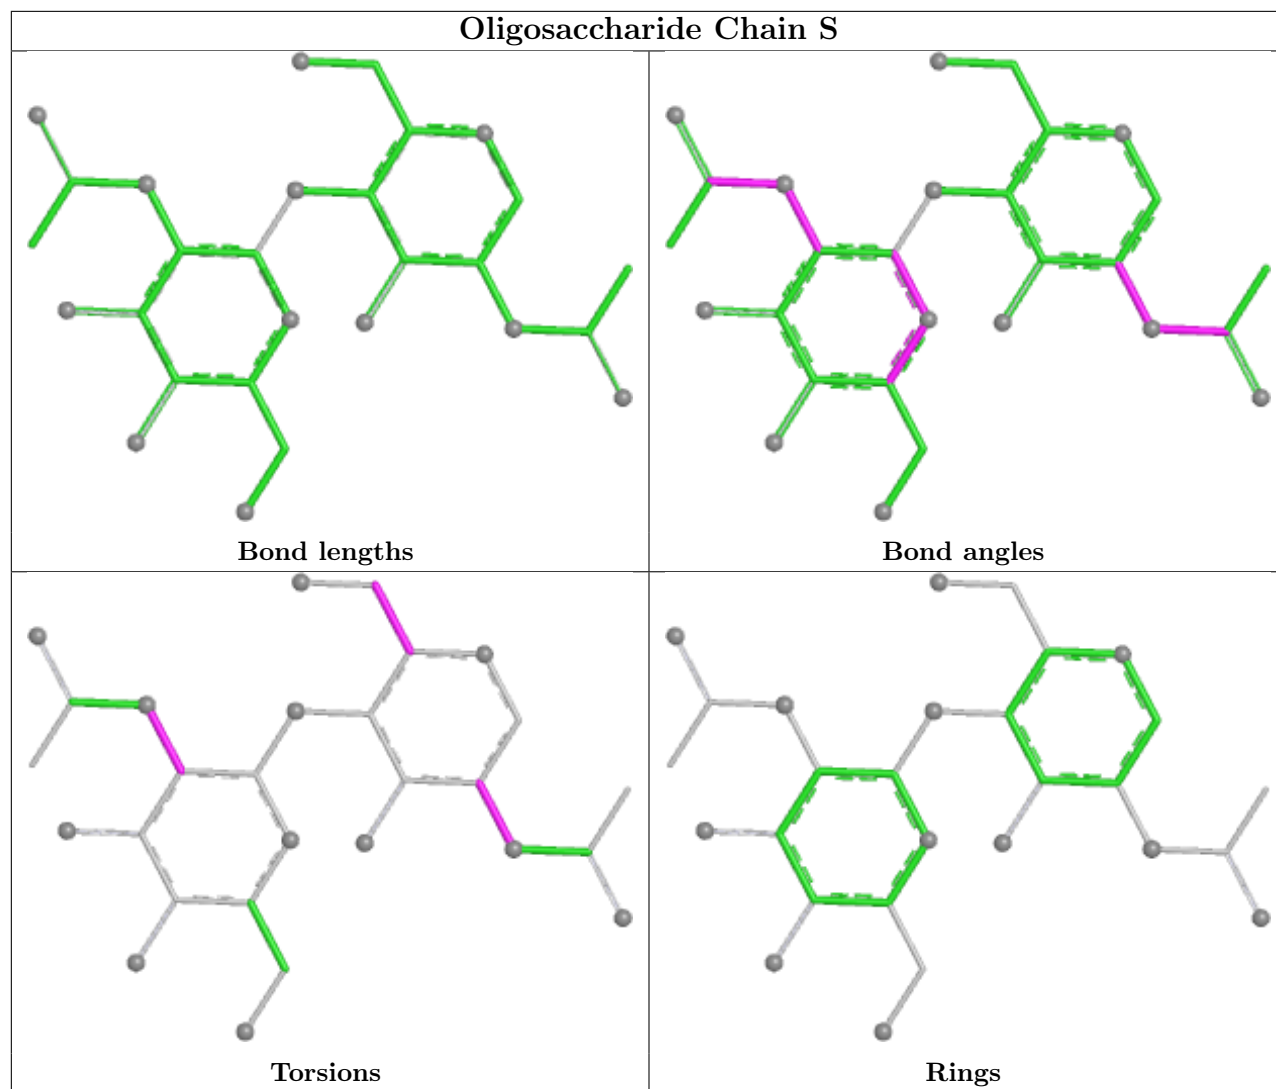 Oligosaccharide Chain S
Bond lengths
Bond angles
Torsions
Rings